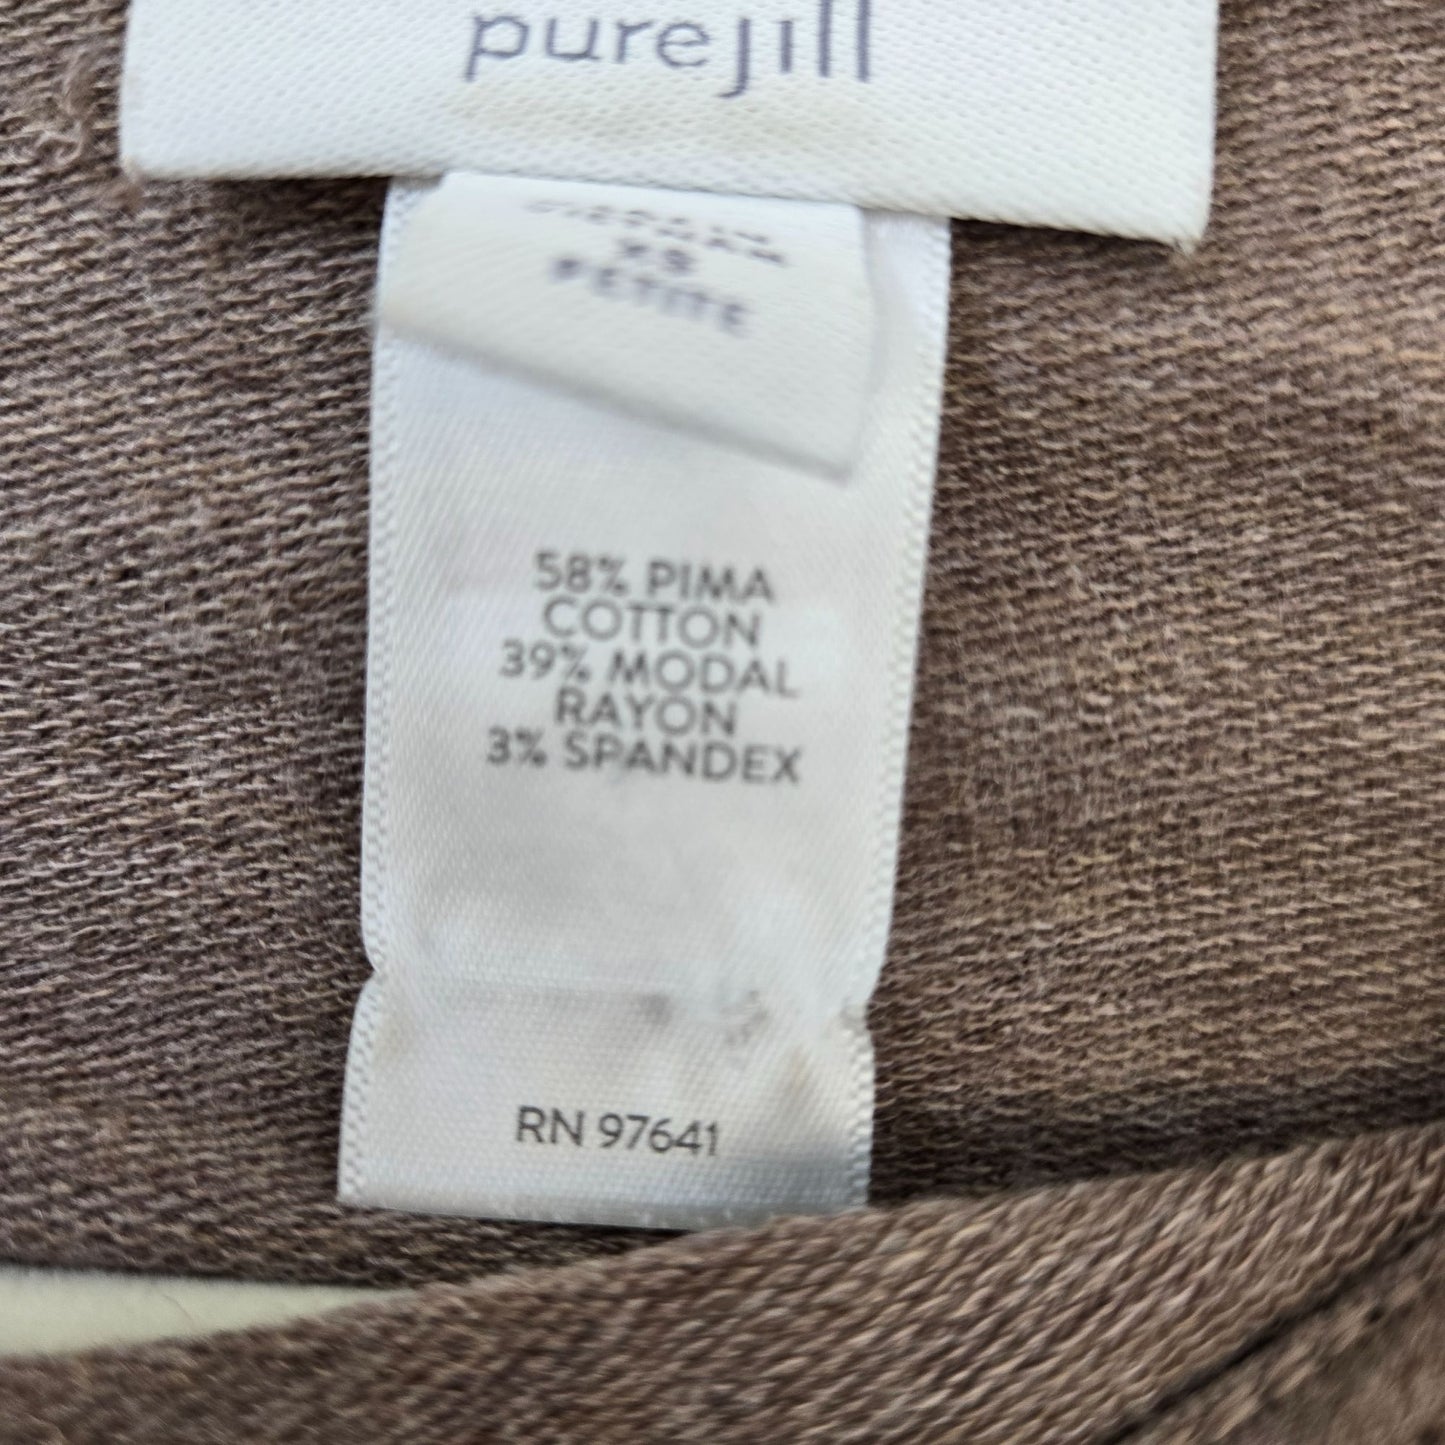 purejill
XS
PETITE
58% PIMA
COTTON
39% MODAL
RAYON
3% SPANDEX
RN 97641